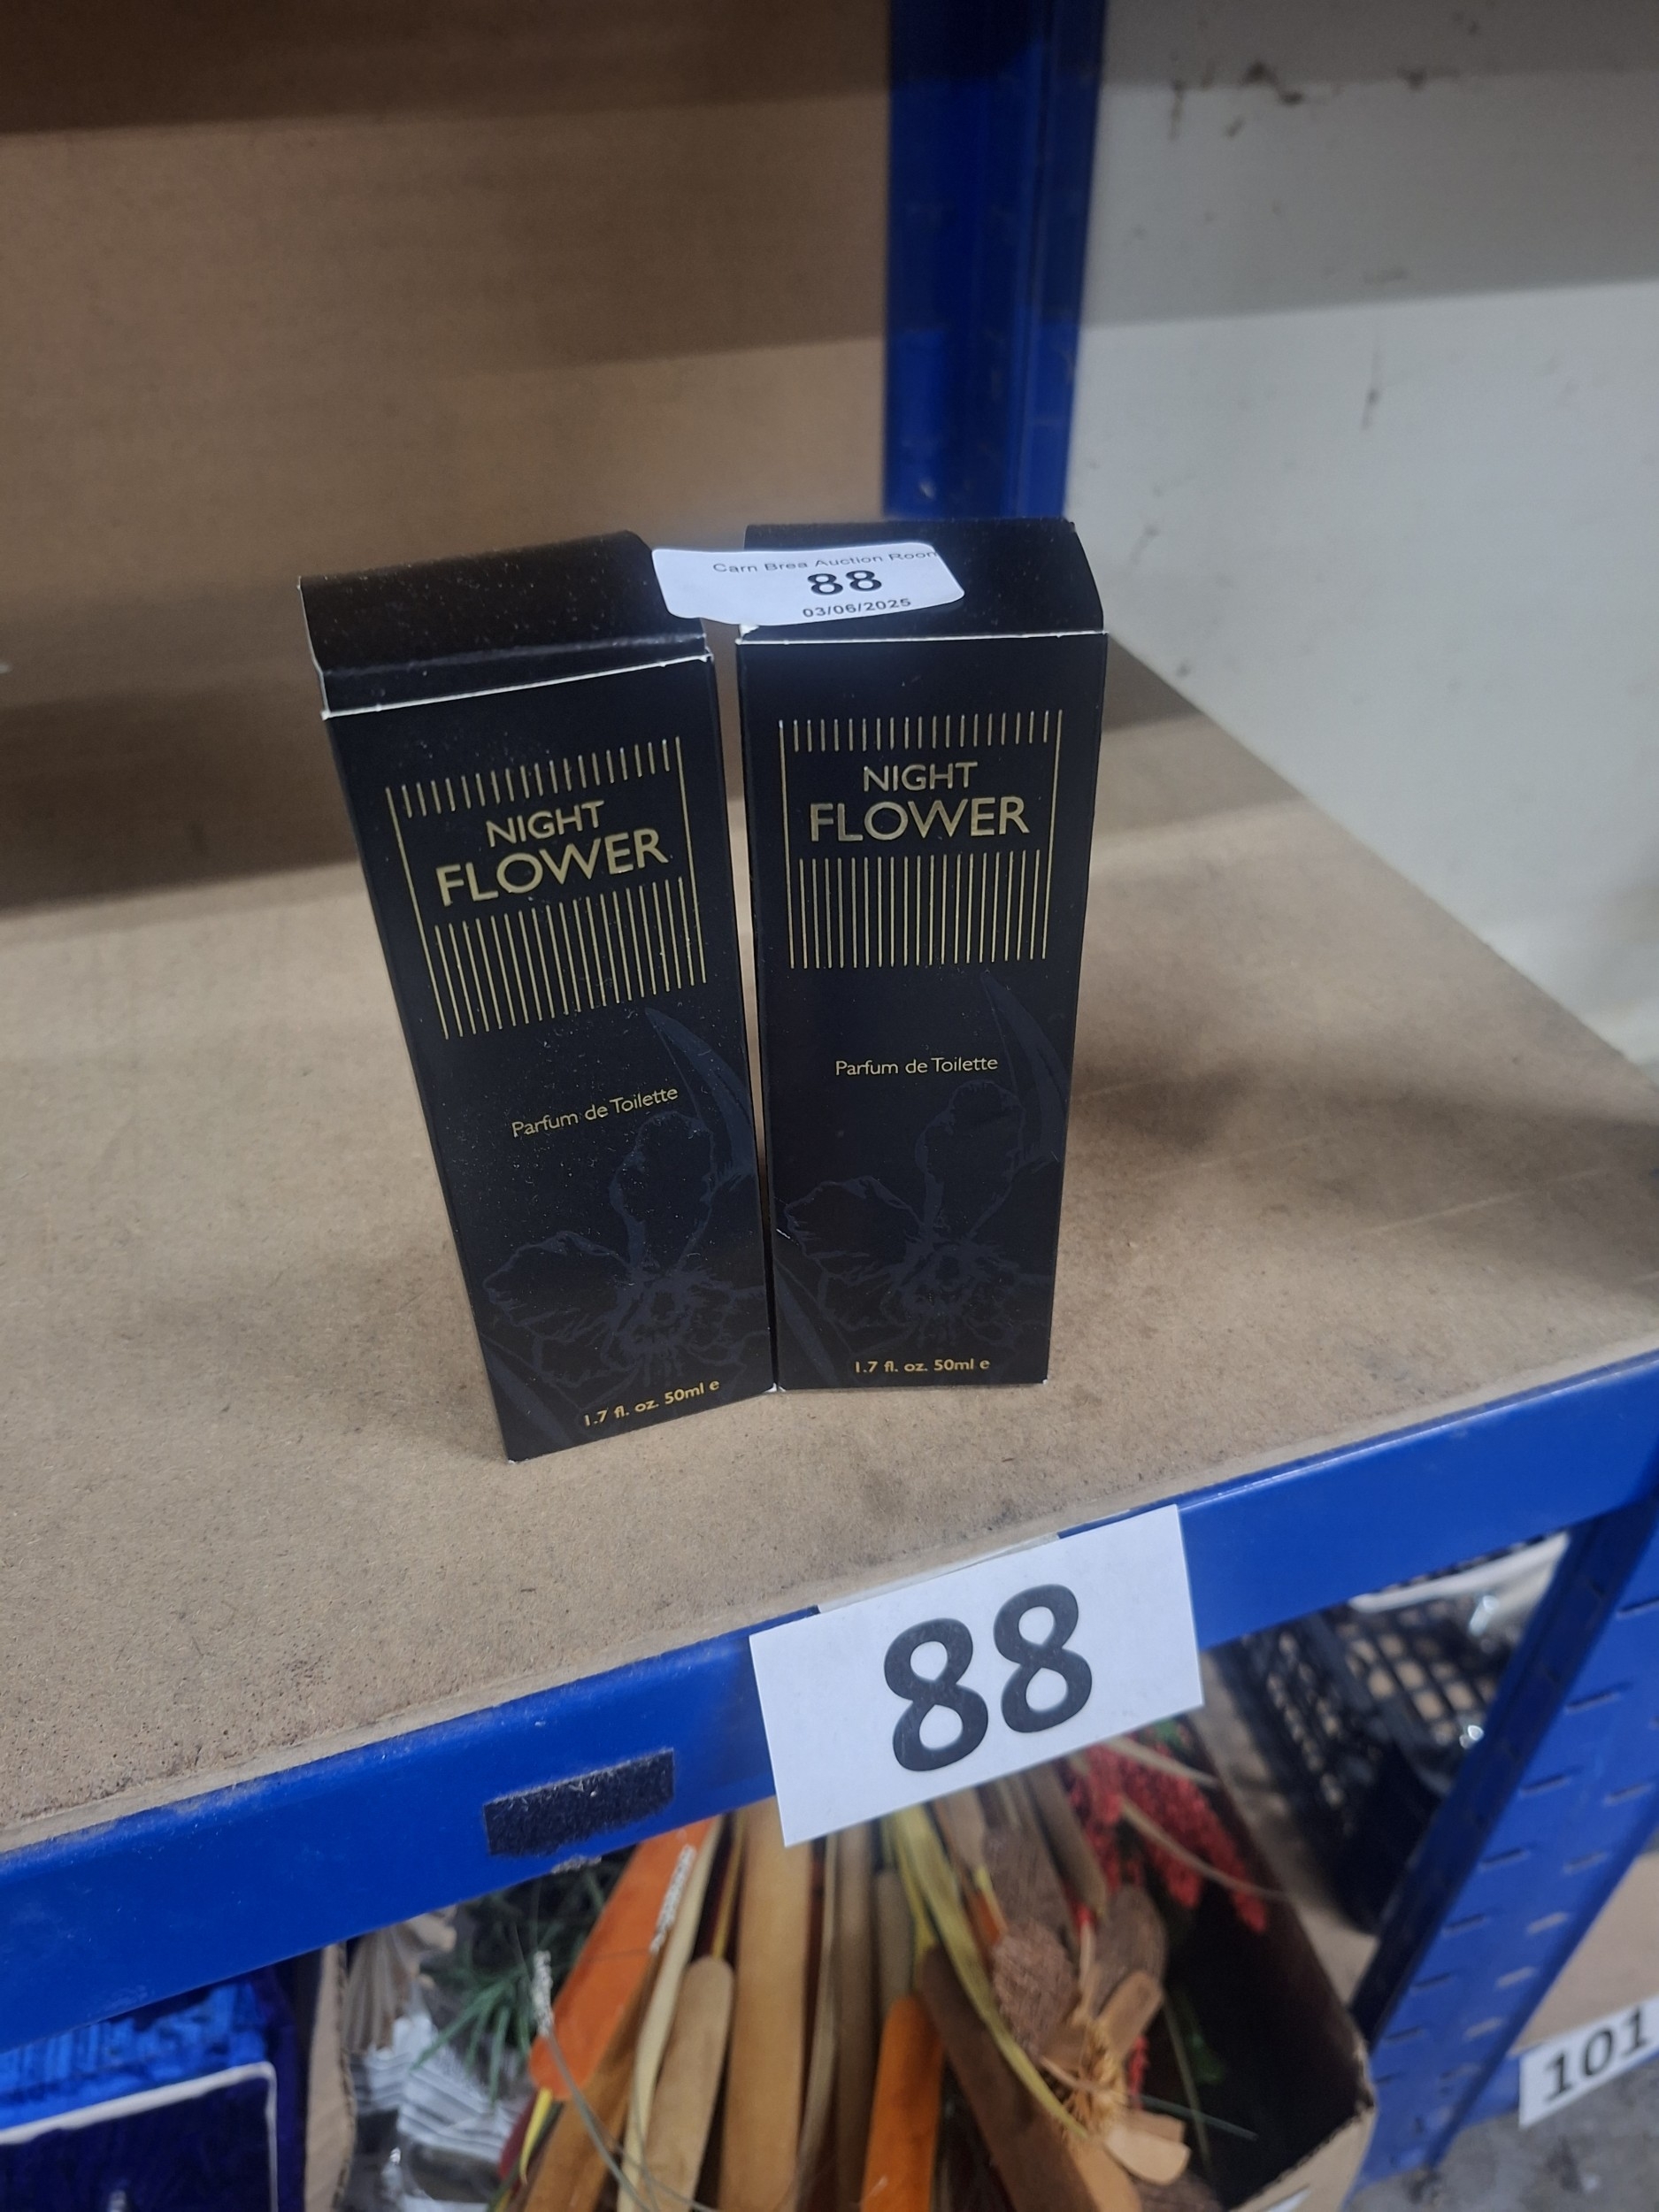 Carn Brea Auction Room
88
03/06/2025
NIGHT
FLOWER
Parfum de Toilette
1.7 fl. oz. 50ml e
NIGHT
FLOWER
Parfum de Toilette
1.7 fl. oz. 50ml e
88
101